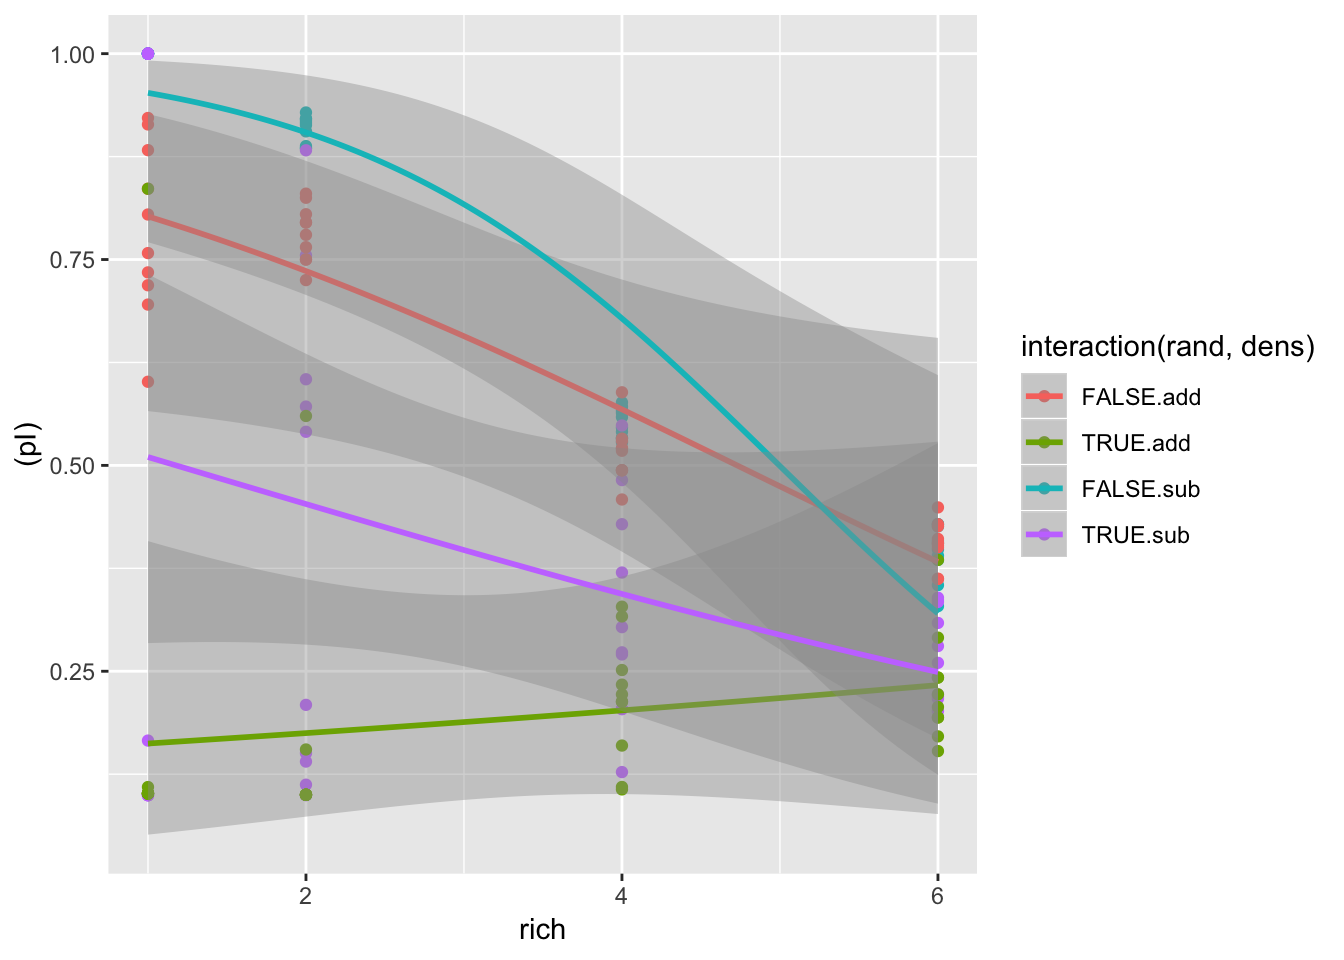 1.00
0.75
0.50
0.25
(pI)
2
4
6
rich
interaction(rand, dens)
FALSE.add
TRUE.add
FALSE.sub
TRUE.sub